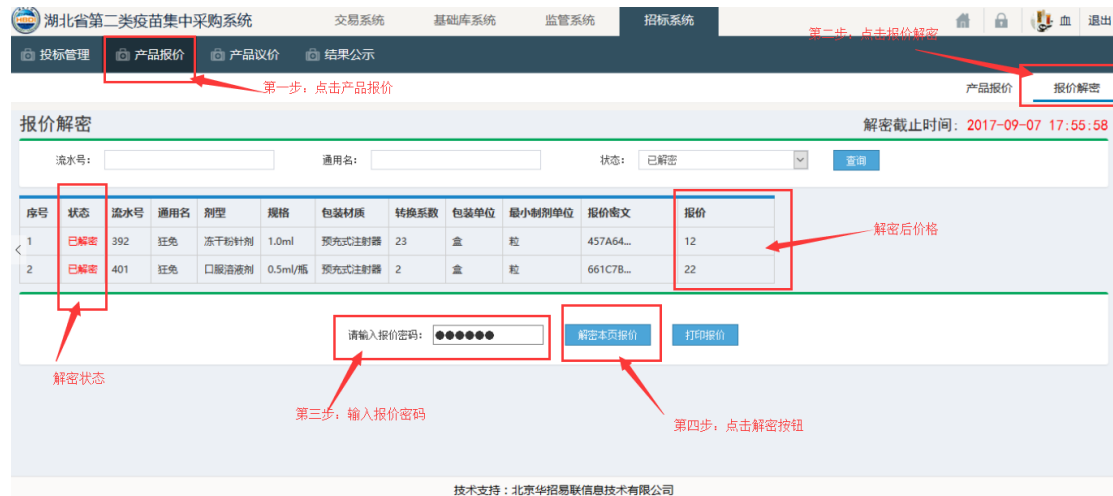 湖北省第二类疫苗集中采购系统 交易系统 基础库系统 监管系统 招标系统 血 退出
第二步：点击报价解密
投标管理 产品报价 产品议价 结果公示
第一步：点击产品报价
产品报价 报价解密
报价解密 解密截止时间：2017-09-07 17:55:58
流水号： 通用名： 状态： 已解密 查询
序号 状态 流水号 通用名 剂型 规格 包装材质 转换系数 包装单位 最小制剂单位 报价密文 报价
1 已解密 392 狂免 冻干粉针剂 1.0ml 预充式注射器 23 盒 粒 457A64... 12
2 已解密 401 狂免 口服溶液剂 0.5ml/瓶 预充式注射器 2 盒 粒 661C7B... 22
解密后价格
请输入报价密码： ●●●●●● 解密本页报价 打印报价
解密状态
第三步：输入报价密码
第四步：点击解密按钮
技术支持：北京华招易联信息技术有限公司